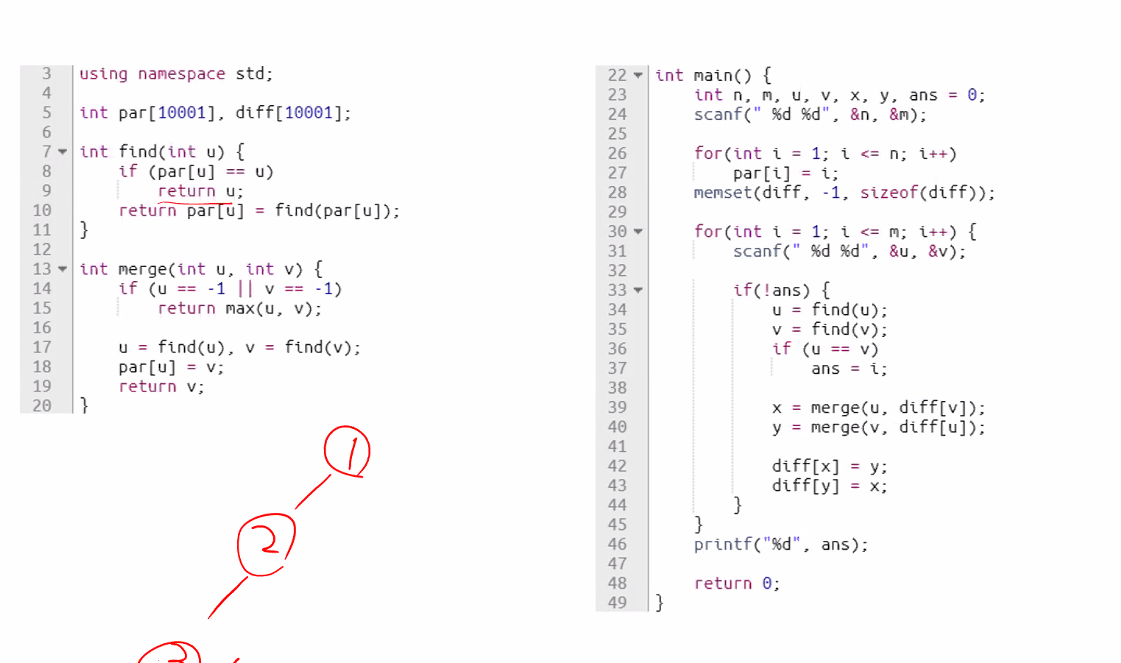 3 using namespace std;
4
5 int par[10001], diff[10001];
6
7 int find(int u) {
8     if (par[u] == u)
9         return u;
10     return par[u] = find(par[u]);
11 }
12
13 int merge(int u, int v) {
14     if (u == -1 || v == -1)
15         return max(u, v);
16
17     u = find(u), v = find(v);
18     par[u] = v;
19     return v;
20 }
1
2
22 int main() {
23     int n, m, u, v, x, y, ans = 0;
24     scanf(" %d %d", &n, &m);
25
26     for(int i = 1; i <= n; i++)
27         par[i] = i;
28     memset(diff, -1, sizeof(diff));
29
30     for(int i = 1; i <= m; i++) {
31         scanf(" %d %d", &u, &v);
32
33         if(!ans) {
34             u = find(u);
35             v = find(v);
36             if (u == v)
37                 ans = i;
38
39             x = merge(u, diff[v]);
40             y = merge(v, diff[u]);
41
42             diff[x] = y;
43             diff[y] = x;
44         }
45     }
46     printf("%d", ans);
47
48     return 0;
49 }